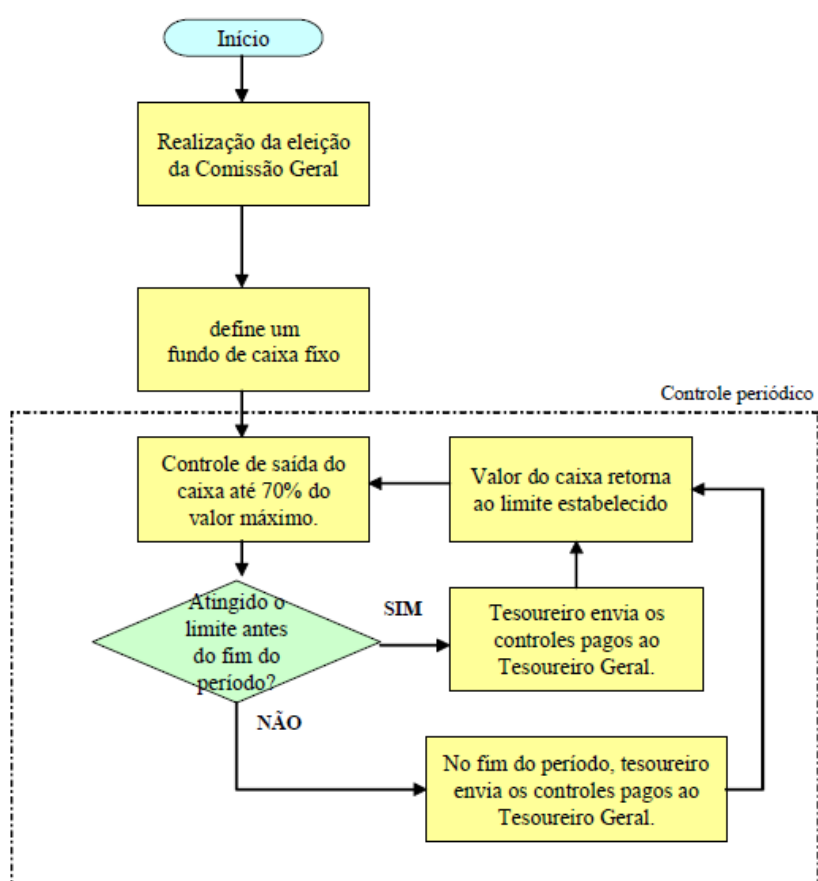 Início
Realização da eleição
da Comissão Geral
define um
fundo de caixa fixo
Controle periódico
Controle de saída do
caixa até 70% do
valor máximo.
Valor do caixa retorna
ao limite estabelecido
Atingido o
limite antes
do fim do
período?
SIM
Tesoureiro envia os
controles pagos ao
Tesoureiro Geral.
NÃO
No fim do período, tesoureiro
envia os controles pagos ao
Tesoureiro Geral.